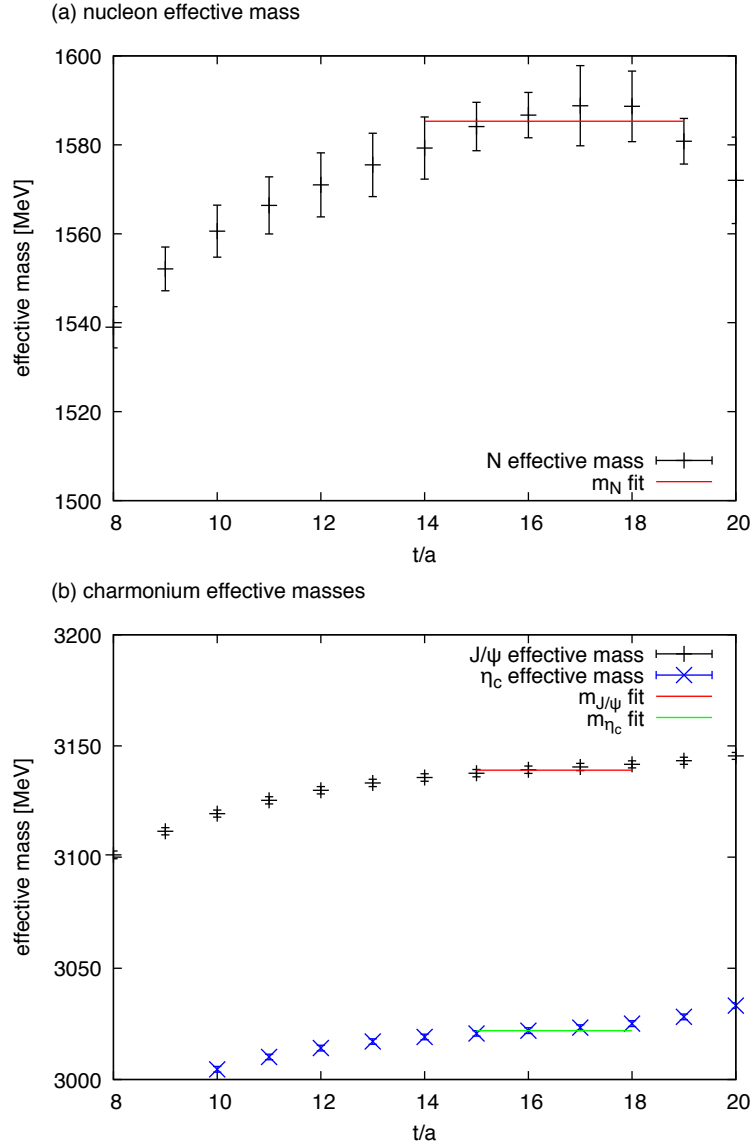 (a) nucleon effective mass
1600
1580
1560
1540
1520
1500
effective mass [MeV]
N effective mass
m_N fit
8 10 12 14 16 18 20
t/a
(b) charmonium effective masses
3200
3150
3100
3050
3000
effective mass [MeV]
J/ψ effective mass
η_c effective mass
m_J/ψ fit
m_η_c fit
8 10 12 14 16 18 20
t/a